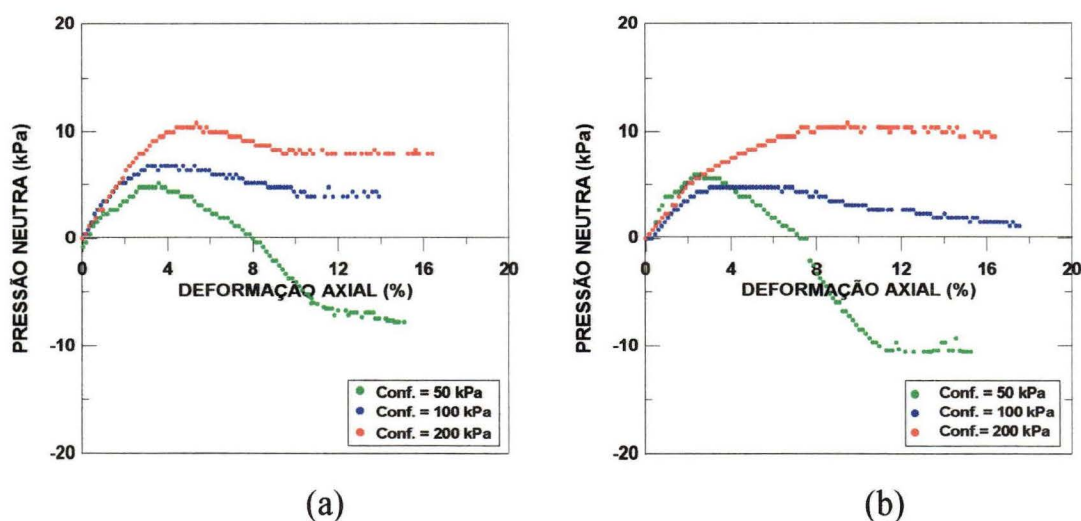 20
10
0
-10
-20
PRESSÃO NEUTRA (kPa)
0 4 8 12 16 20
DEFORMAÇÃO AXIAL (%)
Conf. = 50 kPa
Conf. = 100 kPa
Conf. = 200 kPa
(a)
20
10
0
-10
-20
PRESSÃO NEUTRA (kPa)
0 4 8 12 16 20
DEFORMAÇÃO AXIAL (%)
Conf. = 50 kPa
Conf. = 100 kPa
Conf.= 200 kPa
(b)